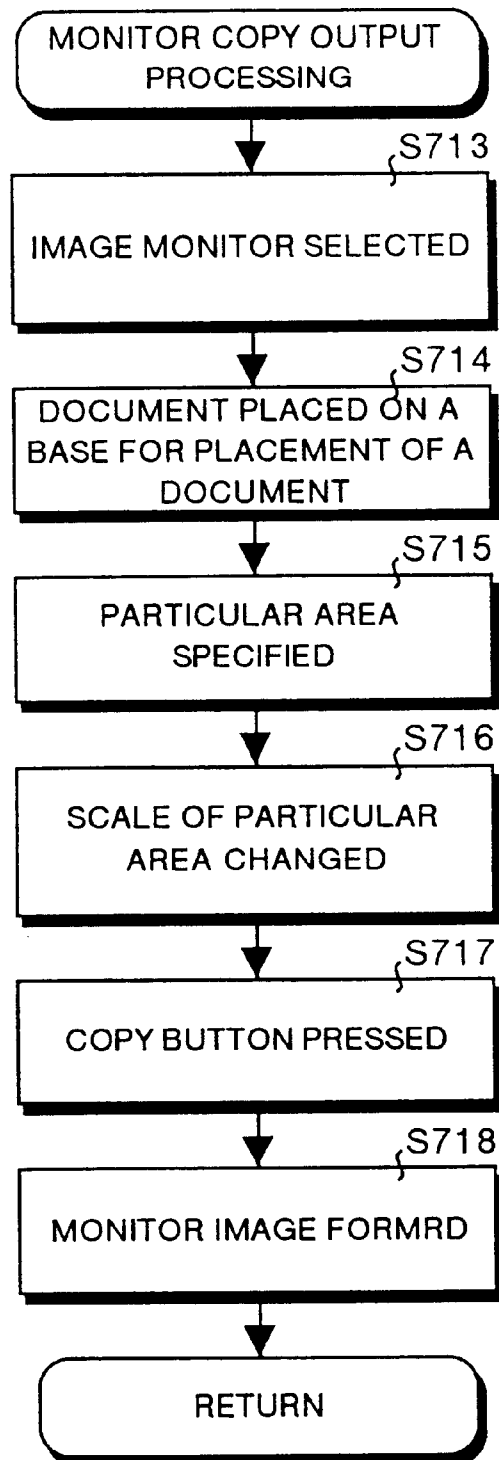 MONITOR COPY OUTPUT
PROCESSING
S713
IMAGE MONITOR SELECTED
S714
DOCUMENT PLACED ON A
BASE FOR PLACEMENT OF A
DOCUMENT
S715
PARTICULAR AREA
SPECIFIED
S716
SCALE OF PARTICULAR
AREA CHANGED
S717
COPY BUTTON PRESSED
S718
MONITOR IMAGE FORMRD
RETURN